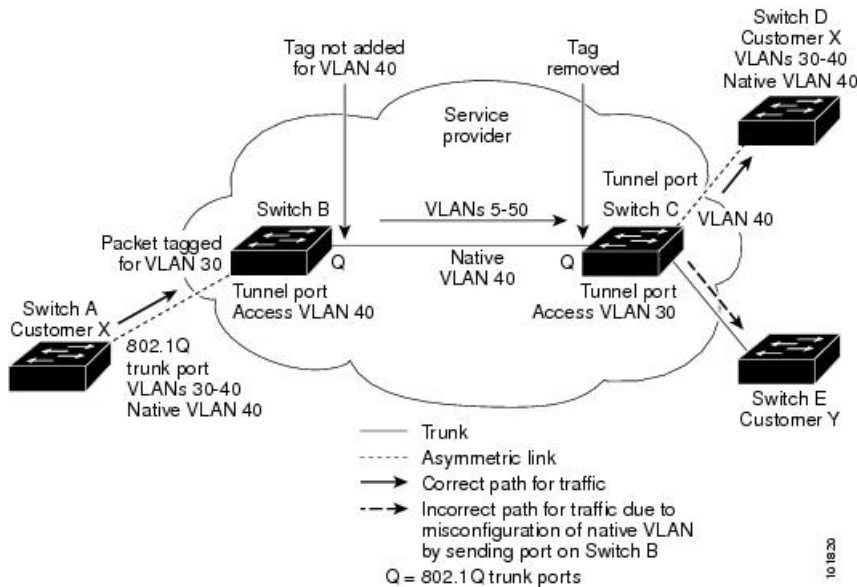 Tag not added
for VLAN 40
Tag
removed
Switch D
Customer X
VLANs 30-40
Native VLAN 40
Service
provider
Tunnel port
Switch B
VLANs 5-50
Switch C
VLAN 40
Packet tagged
for VLAN 30
Q
Native
VLAN 40
Q
Switch A
Customer X
Tunnel port
Access VLAN 40
Tunnel port
Access VLAN 30
802.1Q
trunk port
VLANs 30-40
Native VLAN 40
Switch E
Customer Y
Trunk
Asymmetric link
Correct path for traffic
Incorrect path for traffic due to
misconfiguration of native VLAN
by sending port on Switch B
Q = 802.1Q trunk ports
101820